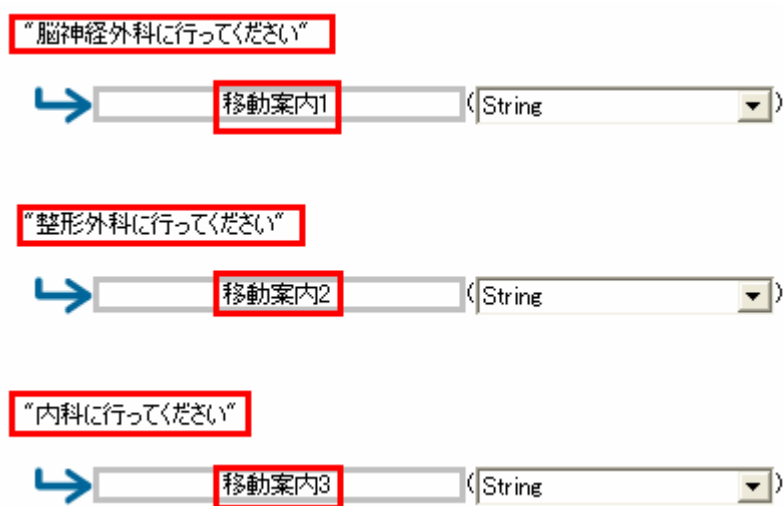 “脳神経外科に行ってください”
移動案内1 (String)
“整形外科に行ってください”
移動案内2 (String)
“内科に行ってください”
移動案内3 (String)